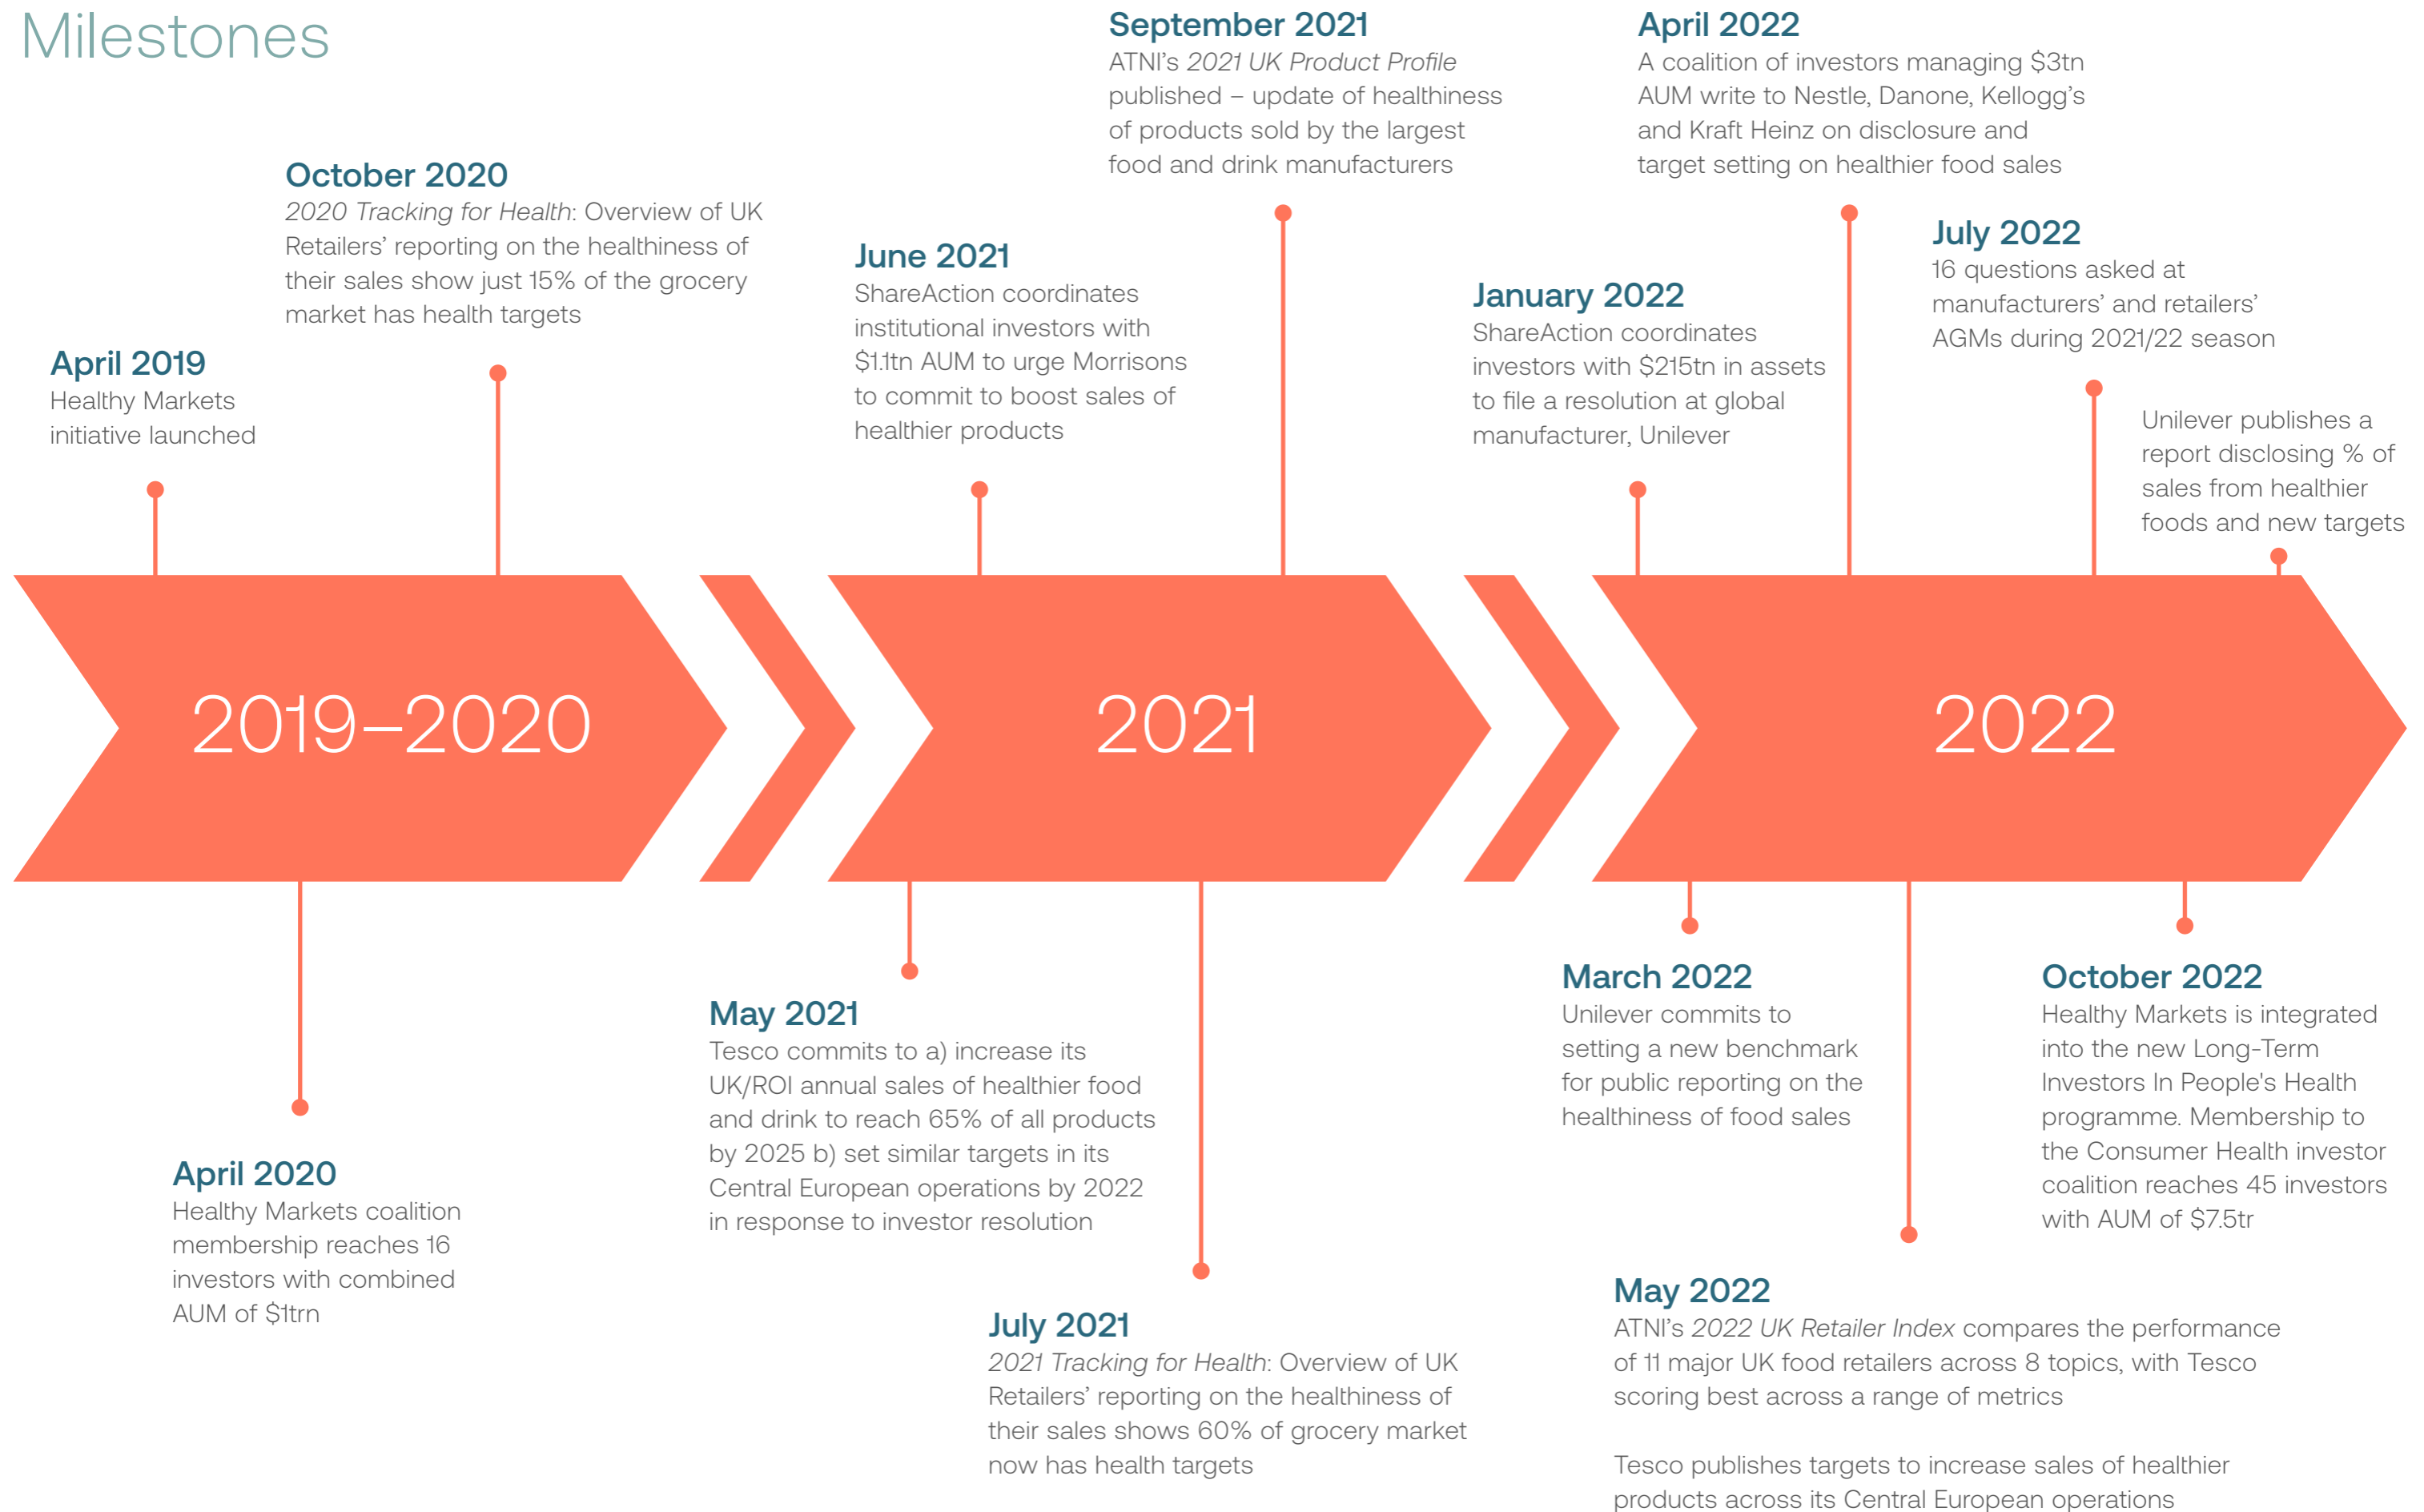 Milestones
April 2019
Healthy Markets
initiative launched
October 2020
2020 Tracking for Health: Overview of UK
Retailers’ reporting on the healthiness of
their sales show just 15% of the grocery
market has health targets
June 2021
ShareAction coordinates
institutional investors with
$1.1tn AUM to urge Morrisons
to commit to boost sales of
healthier products
September 2021
ATNI’s 2021 UK Product Profile
published – update of healthiness
of products sold by the largest
food and drink manufacturers
January 2022
ShareAction coordinates
investors with $215tn in assets
to file a resolution at global
manufacturer, Unilever
April 2022
A coalition of investors managing $3tn
AUM write to Nestle, Danone, Kellogg’s
and Kraft Heinz on disclosure and
target setting on healthier food sales
July 2022
16 questions asked at
manufacturers’ and retailers’
AGMs during 2021/22 season
Unilever publishes a
report disclosing % of
sales from healthier
foods and new targets
2019–2020
2021
2022
April 2020
Healthy Markets coalition
membership reaches 16
investors with combined
AUM of $1trn
May 2021
Tesco commits to a) increase its
UK/ROI annual sales of healthier food
and drink to reach 65% of all products
by 2025 b) set similar targets in its
Central European operations by 2022
in response to investor resolution
July 2021
2021 Tracking for Health: Overview of UK
Retailers’ reporting on the healthiness of
their sales shows 60% of grocery market
now has health targets
March 2022
Unilever commits to
setting a new benchmark
for public reporting on the
healthiness of food sales
May 2022
ATNI’s 2022 UK Retailer Index compares the performance
of 11 major UK food retailers across 8 topics, with Tesco
scoring best across a range of metrics
Tesco publishes targets to increase sales of healthier
products across its Central European operations
October 2022
Healthy Markets is integrated
into the new Long-Term
Investors In People's Health
programme. Membership to
the Consumer Health investor
coalition reaches 45 investors
with AUM of $7.5tr